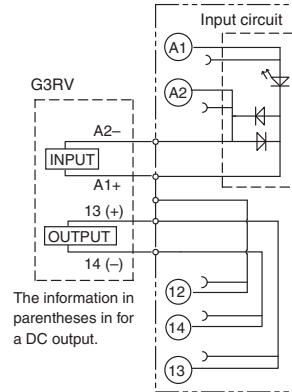 Input circuit
A1
G3RV
A2
A2–
INPUT
A1+
13 (+)
OUTPUT
14 (–)
The information in
parentheses in for
a DC output.
12
14
13